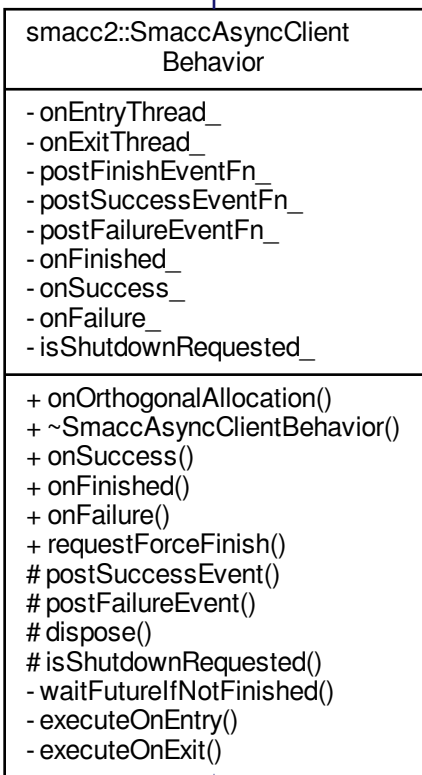 smacc2::SmaccAsyncClient
Behavior
- onEntryThread_
- onExitThread_
- postFinishEventFn_
- postSuccessEventFn_
- postFailureEventFn_
- onFinished_
- onSuccess_
- onFailure_
- isShutdownRequested_
+ onOrthogonalAllocation()
+ ~SmaccAsyncClientBehavior()
+ onSuccess()
+ onFinished()
+ onFailure()
+ requestForceFinish()
# postSuccessEvent()
# postFailureEvent()
# dispose()
# isShutdownRequested()
- waitFutureIfNotFinished()
- executeOnEntry()
- executeOnExit()